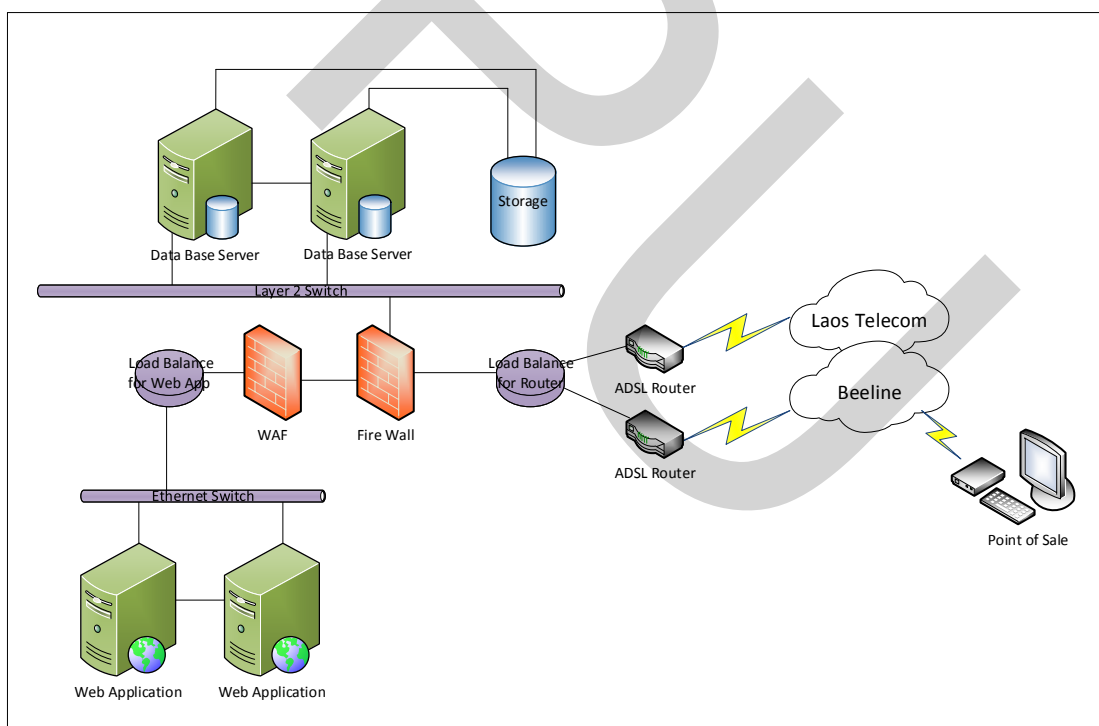 Storage
Data Base Server
Data Base Server
Layer 2 Switch
Laos Telecom
Load Balance
for Web App
Load Balance
for Router
ADSL Router
Beeline
WAF
Fire Wall
ADSL Router
Ethernet Switch
Point of Sale
Web Application
Web Application